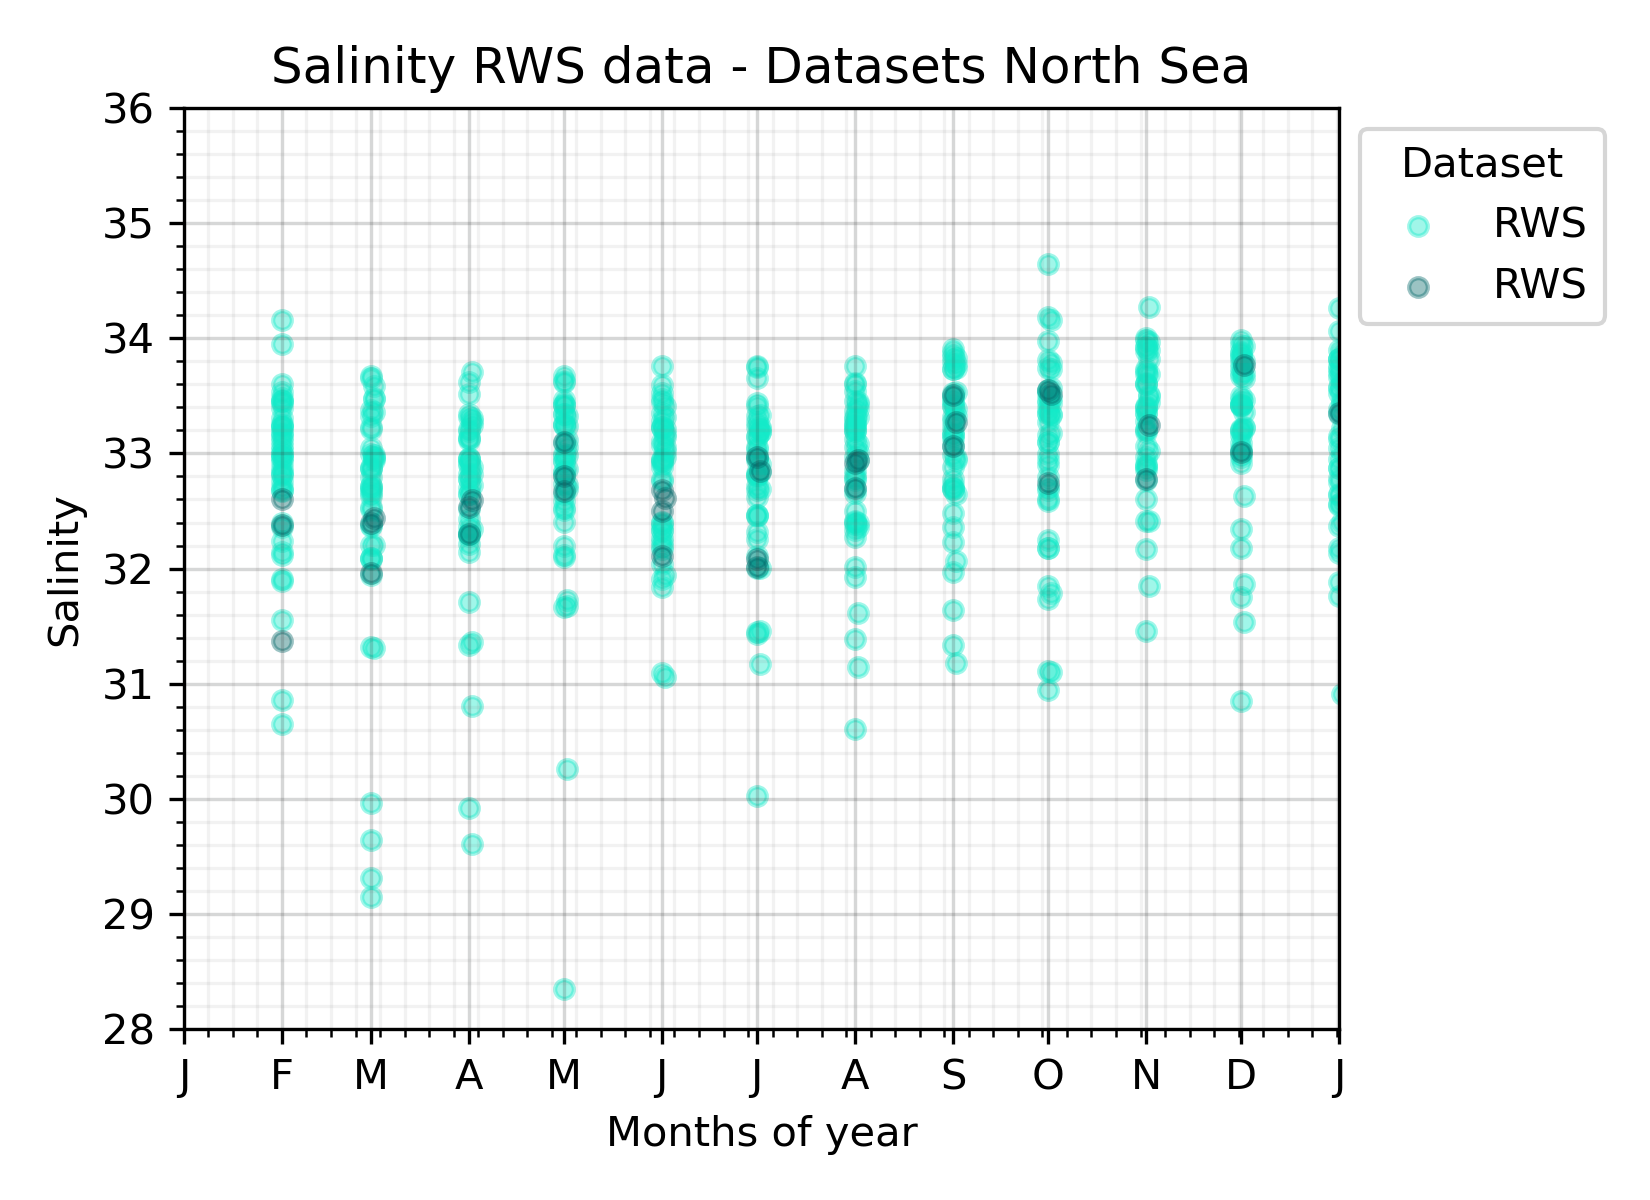 Salinity RWS data - Datasets North Sea
36
35
34
33
32
31
30
29
28
Salinity
J F M A M J J A S O N D J
Months of year
Dataset
RWS
RWS